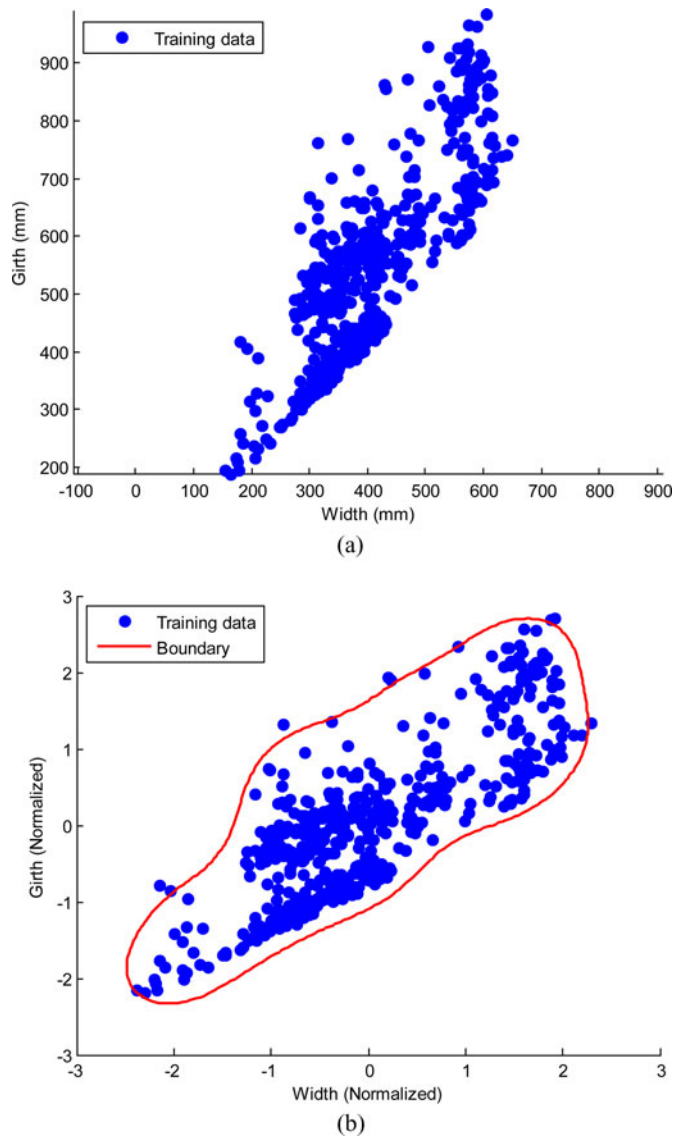 Training data
900
800
700
600
500
400
300
200
Girth (mm)
-100 0 100 200 300 400 500 600 700 800 900
Width (mm)
(a)
3
2
1
0
-1
-2
-3
Training data
Boundary
Girth (Normalized)
-3 -2 -1 0 1 2 3
Width (Normalized)
(b)